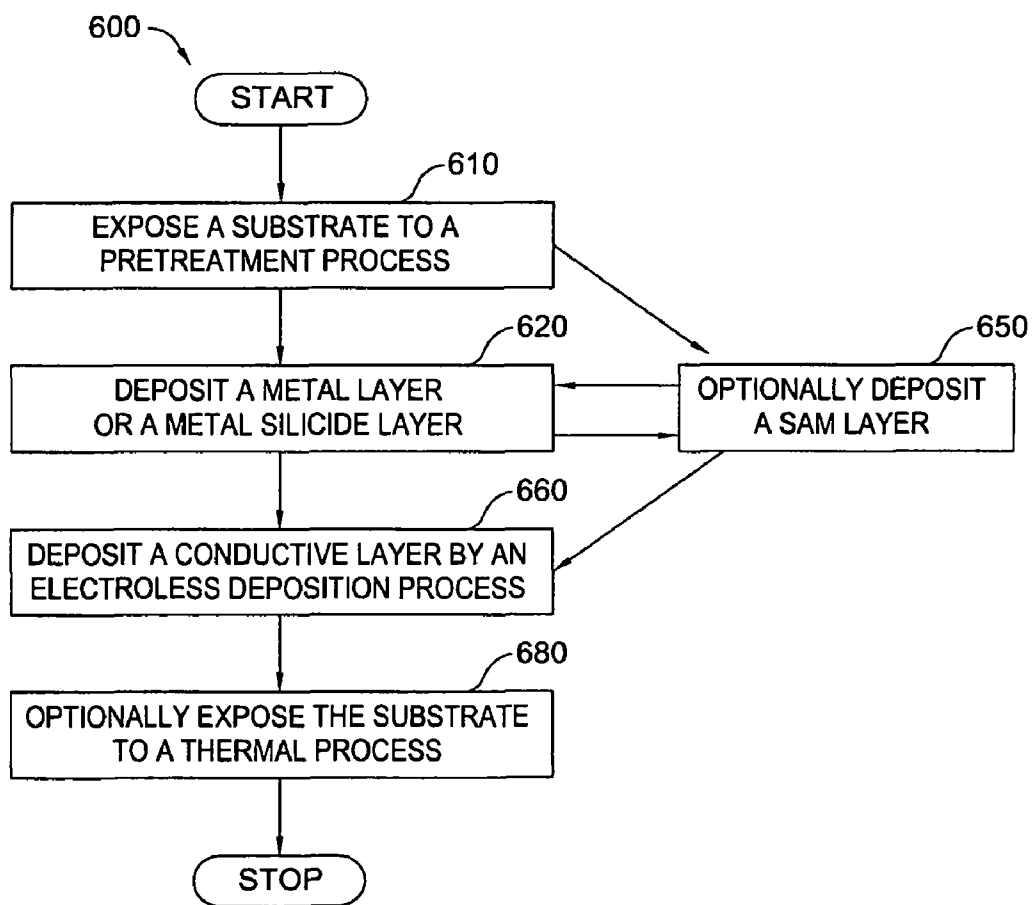 600
START
610
EXPOSE A SUBSTRATE TO A
PRETREATMENT PROCESS
620
DEPOSIT A METAL LAYER
OR A METAL SILICIDE LAYER
650
OPTIONALLY DEPOSIT
A SAM LAYER
660
DEPOSIT A CONDUCTIVE LAYER BY AN
ELECTROLESS DEPOSITION PROCESS
680
OPTIONALLY EXPOSE THE SUBSTRATE
TO A THERMAL PROCESS
STOP